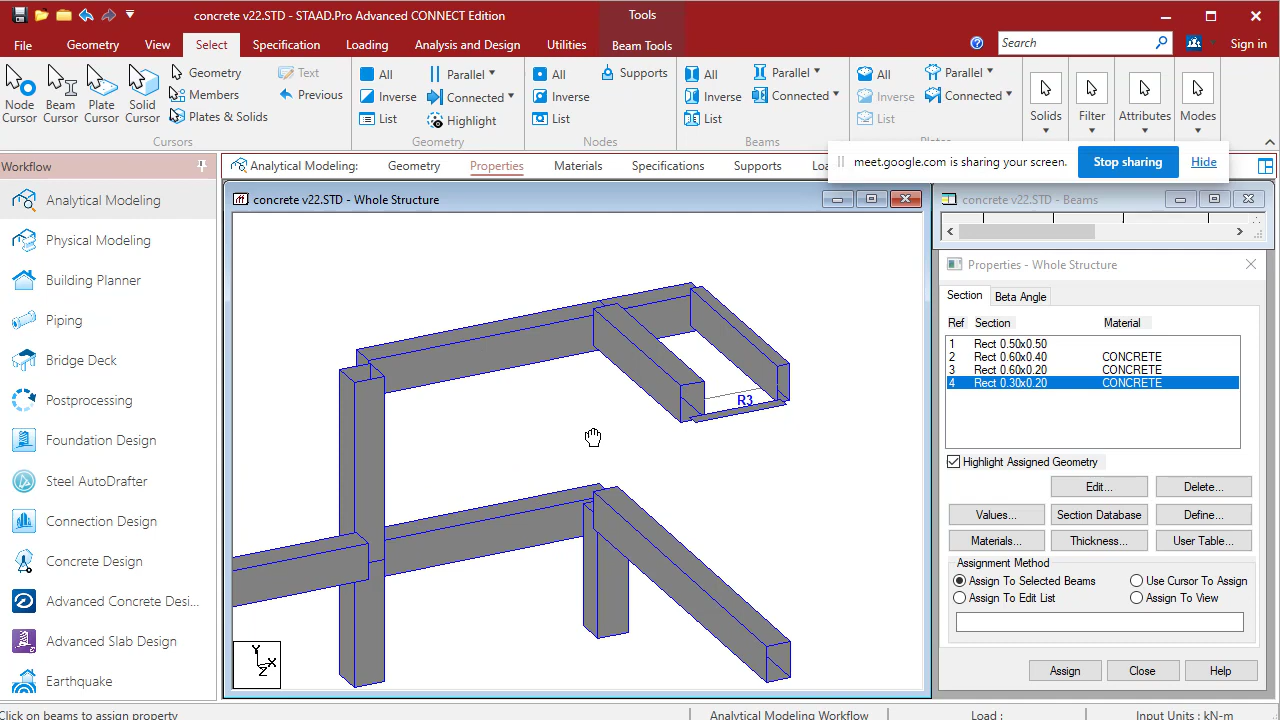 concrete v22.STD - STAAD.Pro Advanced CONNECT Edition
Tools
File
Geometry
View
Select
Specification
Loading
Analysis and Design
Utilities
Beam Tools
Search
Sign in
Node Cursor
Beam Cursor
Plate Cursor
Solid Cursor
Geometry
Members
Plates & Solids
Text
Previous
Cursors
All
Inverse
List
Parallel
Connected
Highlight
Geometry
All
Inverse
List
Supports
Nodes
All
Inverse
List
Parallel
Connected
Beams
All
Inverse
List
Parallel
Connected
Solids
Filter
Attributes
Modes
meet.google.com is sharing your screen.
Stop sharing
Hide
Workflow
Analytical Modeling:
Geometry
Properties
Materials
Specifications
Supports
Analytical Modeling
Physical Modeling
Building Planner
Piping
Bridge Deck
Postprocessing
Foundation Design
Steel AutoDrafter
Connection Design
Concrete Design
Advanced Concrete Desi...
Advanced Slab Design
Earthquake
concrete v22.STD - Whole Structure
R3
Y
X
Z
concrete v22.STD - Beams
Properties - Whole Structure
Section
Beta Angle
Ref Section Material
1 Rect 0.50x0.50
2 Rect 0.60x0.40 CONCRETE
3 Rect 0.60x0.20 CONCRETE
4 Rect 0.30x0.20 CONCRETE
Highlight Assigned Geometry
Edit... Delete...
Values... Section Database Define...
Materials... Thickness... User Table...
Assignment Method
Assign To Selected Beams Use Cursor To Assign
Assign To Edit List Assign To View
Assign Close Help
Click on beams to assign property
Analytical Modeling Workflow
Load :
Input Units : kN-m